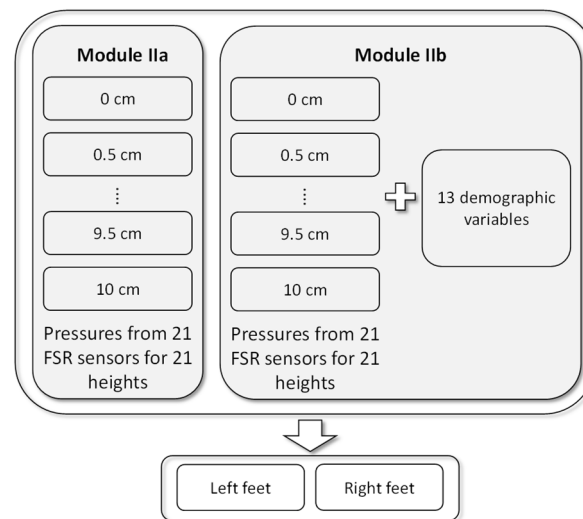 Module IIa
0 cm
0.5 cm
9.5 cm
10 cm
Pressures from 21
FSR sensors for 21
heights
Module IIb
0 cm
0.5 cm
9.5 cm
10 cm
Pressures from 21
FSR sensors for 21
heights
13 demographic
variables
Left feet
Right feet